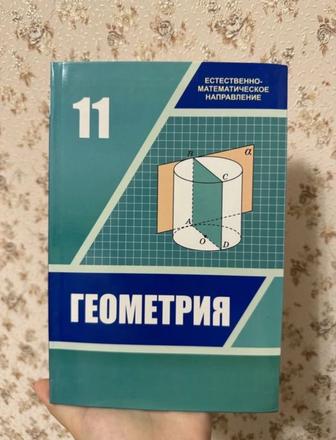 11
ЕСТЕСТВЕННО-
МАТЕМАТИЧЕСКОЕ
НАПРАВЛЕНИЕ
B
α
C
A
O
D
ГЕОМЕТРИЯ